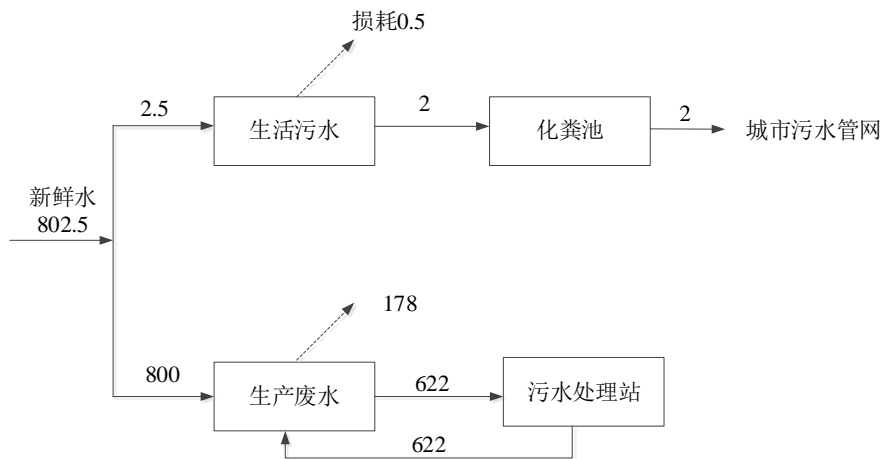 损耗0.5
2.5
生活污水
2
化粪池
2
城市污水管网
新鲜水
802.5
178
800
生产废水
622
污水处理站
622